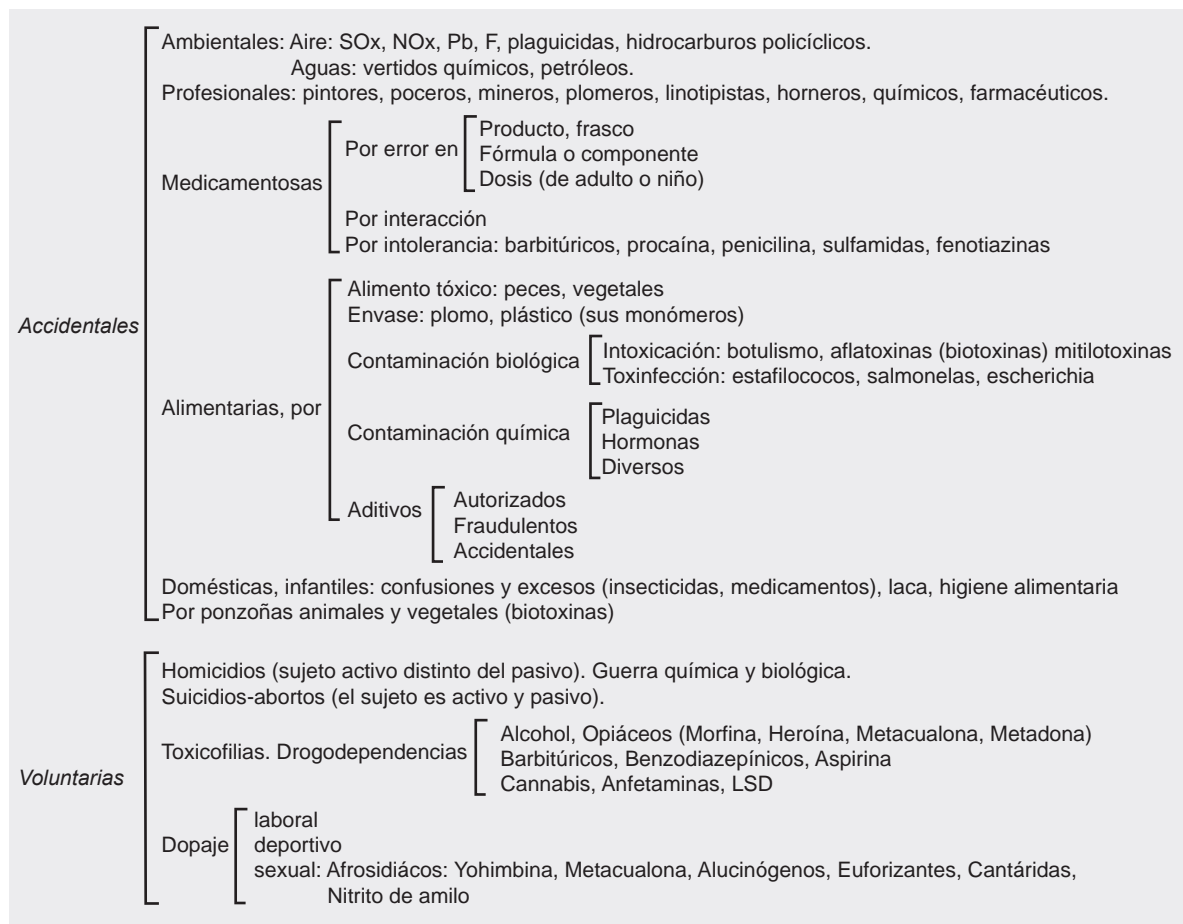 Ambientales: Aire: SOx, NOx, Pb, F, plaguicidas, hidrocarburos policíclicos.
Aguas: vertidos químicos, petróleos.
Profesionales: pintores, poceros, mineros, plomeros, linotipistas, horneros, químicos, farmacéuticos.
Medicamentosas
Por error en
Producto, frasco
Fórmula o componente
Dosis (de adulto o niño)
Por interacción
Por intolerancia: barbitúricos, procaína, penicilina, sulfamidas, fenotiazinas
Accidentales
Alimentarias, por
Alimento tóxico: peces, vegetales
Envase: plomo, plástico (sus monómeros)
Contaminación biológica
Intoxicación: botulismo, aflatoxinas (biotoxinas) mitilotoxinas
Toxinfección: estafilococos, salmonelas, escherichia
Contaminación química
Plaguicidas
Hormonas
Diversos
Aditivos
Autorizados
Fraudulentos
Accidentales
Domésticas, infantiles: confusiones y excesos (insecticidas, medicamentos), laca, higiene alimentaria
Por ponzoñas animales y vegetales (biotoxinas)
Voluntarias
Homicidios (sujeto activo distinto del pasivo). Guerra química y biológica.
Suicidios-abortos (el sujeto es activo y pasivo).
Toxicofilias. Drogodependencias
Alcohol, Opiáceos (Morfina, Heroína, Metacualona, Metadona)
Barbitúricos, Benzodiazepínicos, Aspirina
Cannabis, Anfetaminas, LSD
Dopaje
laboral
deportivo
sexual: Afrosidiácos: Yohimbina, Metacualona, Alucinógenos, Euforizantes, Cantáridas,
Nitrito de amilo